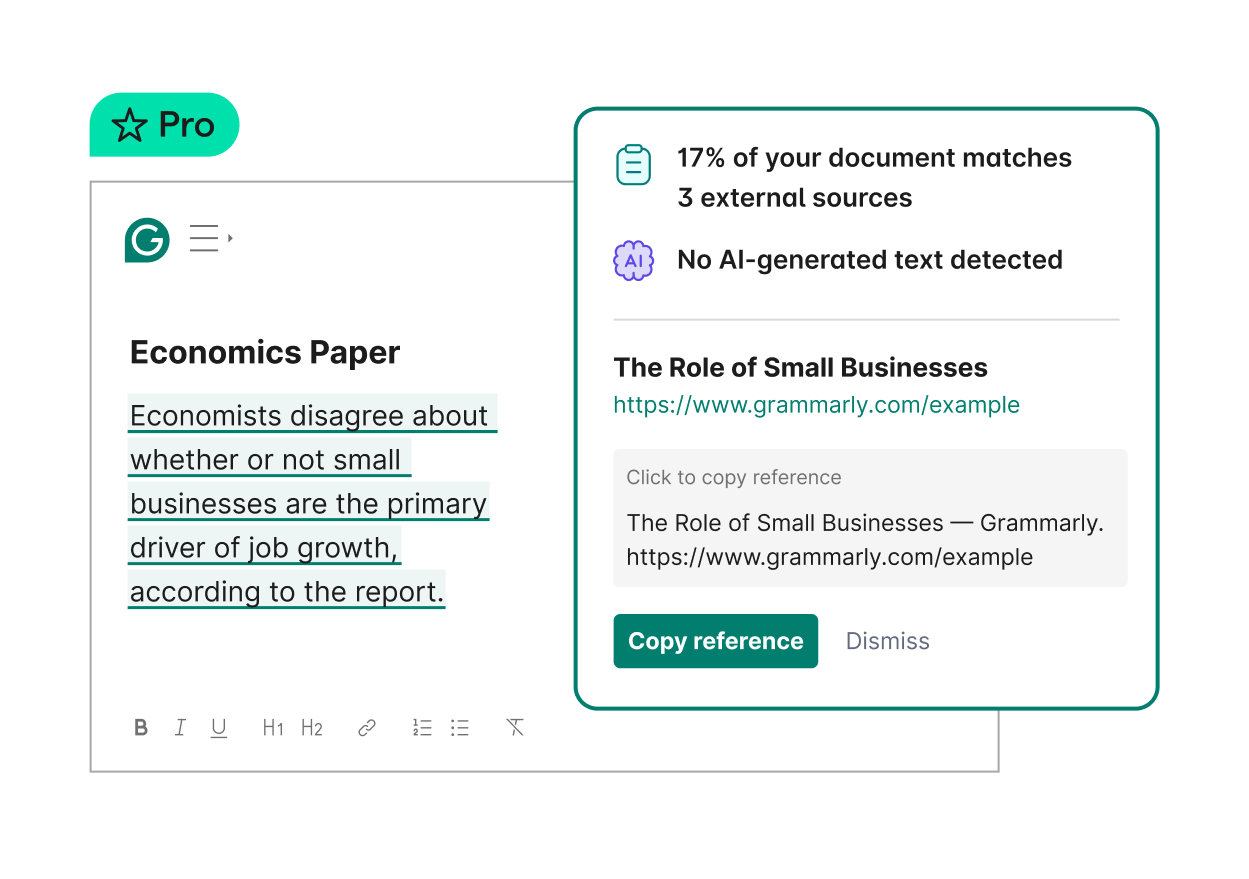 Pro
G
Economics Paper
Economists disagree about
whether or not small
businesses are the primary
driver of job growth,
according to the report.
B I U H1 H2
17% of your document matches
3 external sources
AI
No AI-generated text detected
The Role of Small Businesses
https://www.grammarly.com/example
Click to copy reference
The Role of Small Businesses — Grammarly.
https://www.grammarly.com/example
Copy reference
Dismiss